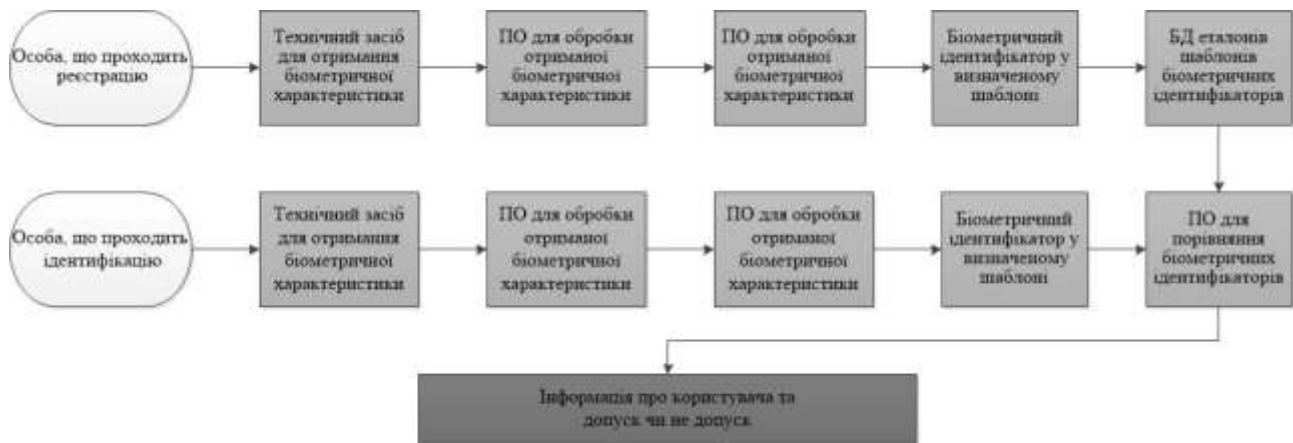 Особа, що проходить
реєстрацію
Технічний засіб
для отримання
біометричної
характеристики
ПО для обробки
отриманої
біометричної
характеристики
ПО для обробки
отриманої
біометричної
характеристики
Біометричний
ідентифікатор у
визначеному
шаблоні
БД еталонів
шаблонів
біометричних
ідентифікаторів
Особа, що проходить
ідентифікацію
Технічний засіб
для отримання
біометричної
характеристики
ПО для обробки
отриманої
біометричної
характеристики
ПО для обробки
отриманої
біометричної
характеристики
Біометричний
ідентифікатор у
визначеному
шаблоні
ПО для
порівняння
біометричних
ідентифікаторів
Інформація про користувача та
допуск чи не допуск